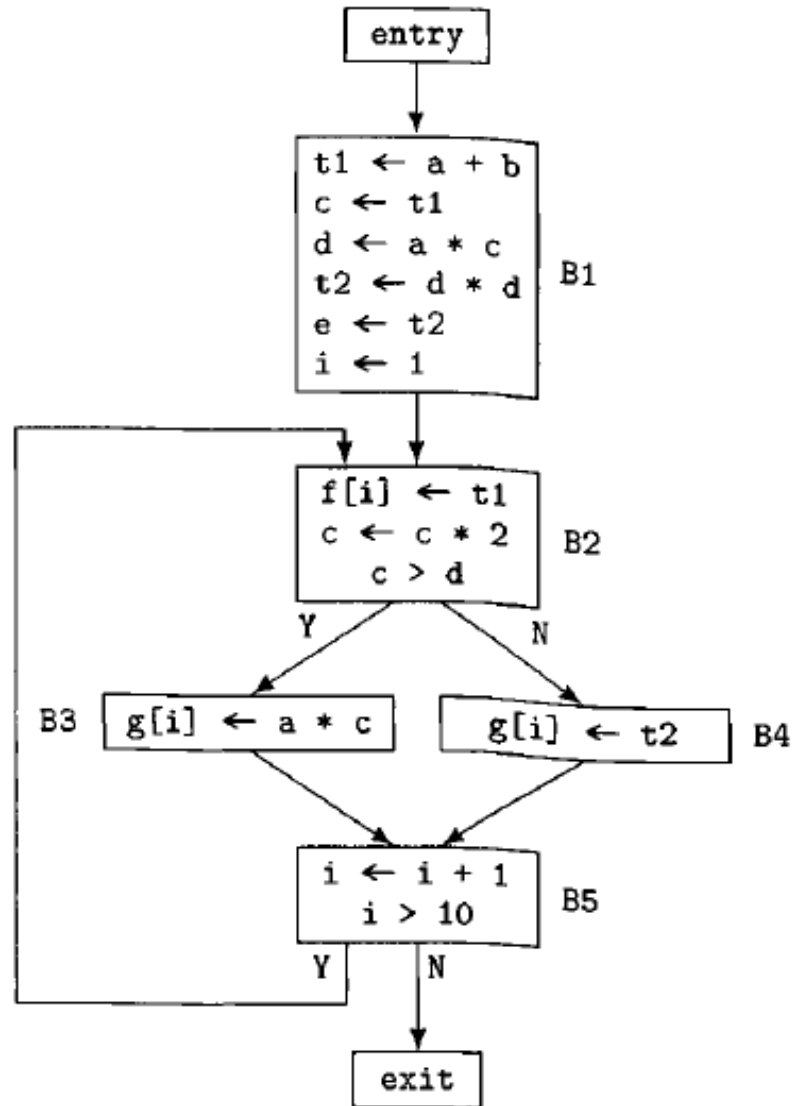 entry
t1 ← a + b
c ← t1
d ← a * c
t2 ← d * d
e ← t2
i ← 1
B1
f[i] ← t1
c ← c * 2
c > d
B2
Y
N
B3
g[i] ← a * c
g[i] ← t2
B4
i ← i + 1
i > 10
B5
Y
N
exit